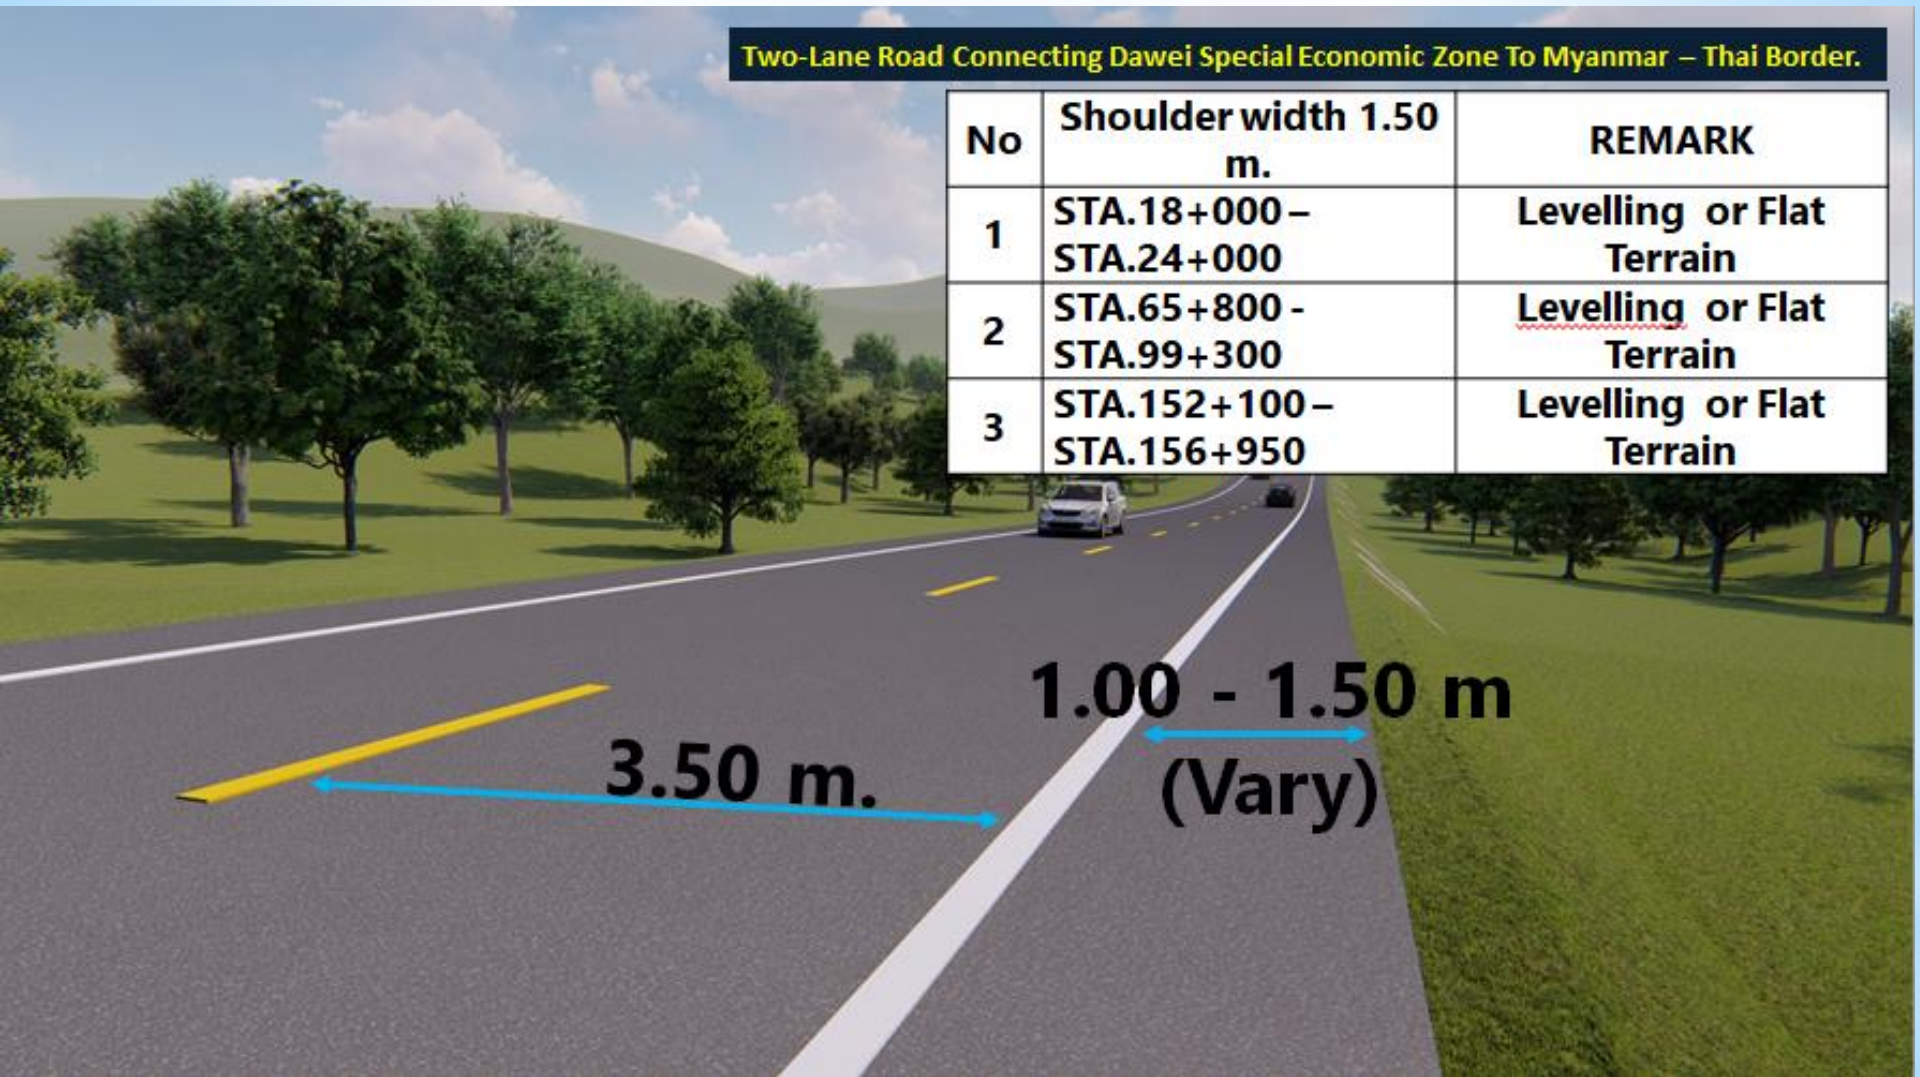 Two-Lane Road Connecting Dawei Special Economic Zone To Myanmar – Thai Border.
No
Shoulder width 1.50
m.
REMARK
1
STA.18+000 –
STA.24+000
Levelling or Flat
Terrain
2
STA.65+800 -
STA.99+300
Levelling or Flat
Terrain
3
STA.152+100 –
STA.156+950
Levelling or Flat
Terrain
1.00 - 1.50 m
(Vary)
3.50 m.